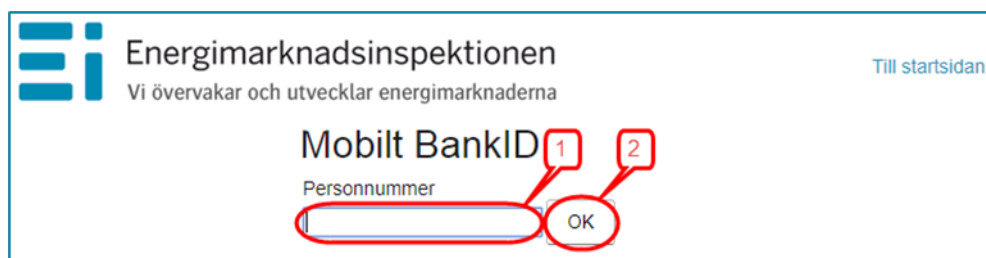 Energimarknadsinspektionen
Till startsidan
Vi övervakar och utvecklar energimarknaderna
Mobilt BankID
1
2
Personnummer
OK